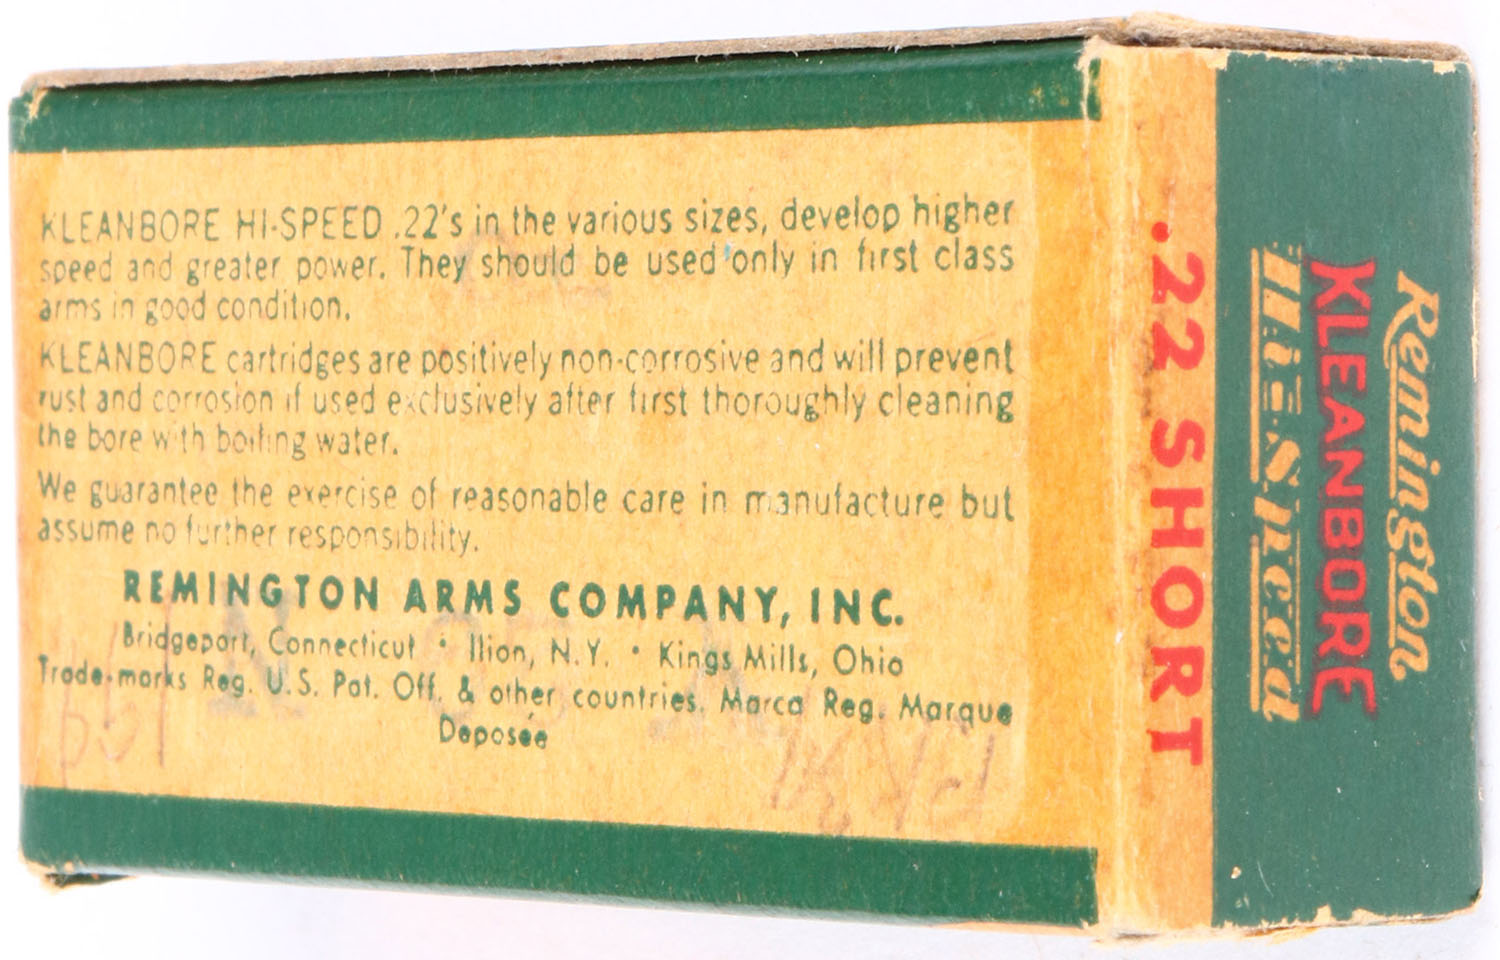 KLEANBORE HI-SPEED .22's in the various sizes, develop higher
speed and greater power. They should be used only in first class
arms in good condition.
KLEANBORE cartridges are positively non-corrosive and will prevent
rust and corrosion if used exclusively after first thoroughly cleaning
the bore with boiling water.
We guarantee the exercise of reasonable care in manufacture but
assume no further responsibility.
REMINGTON ARMS COMPANY, INC.
Bridgeport, Connecticut • Ilion, N.Y. • Kings Mills, Ohio
Trade-marks Reg. U.S. Pat. Off. & other countries. Marca Reg. Marque
Deposée
.22 SHORT
Remington
KLEANBORE
Hi-Speed